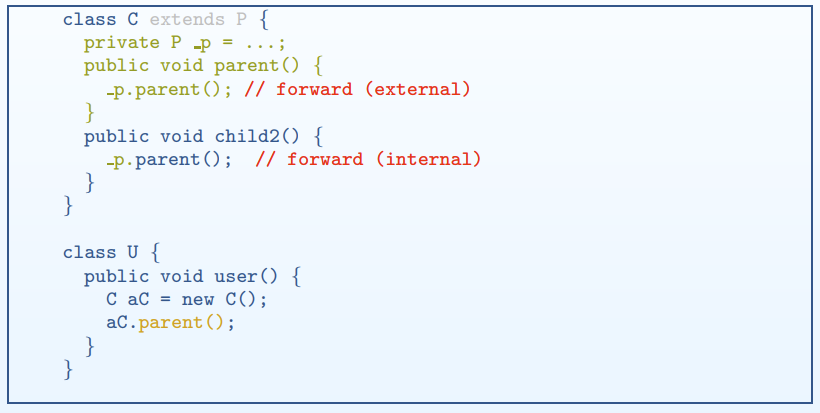 class C extends P {
private P _p = ...;
public void parent() {
_p.parent(); // forward (external)
}
public void child2() {
_p.parent(); // forward (internal)
}
}
class U {
public void user() {
C aC = new C();
aC.parent();
}
}